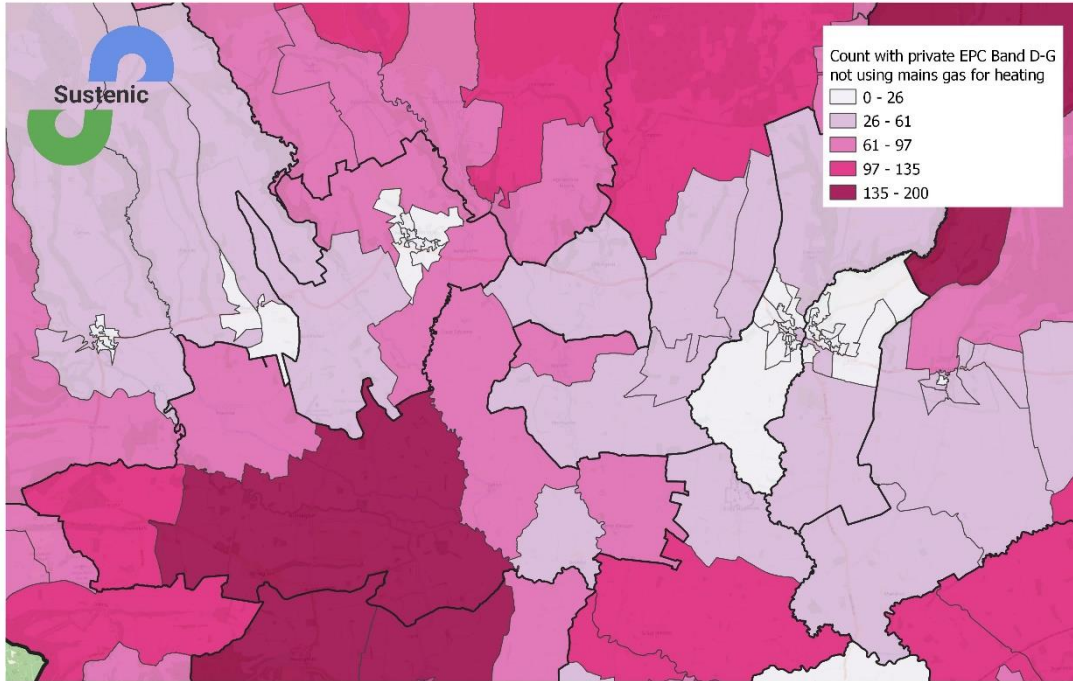 Sustenic
Count with private EPC Band D-G
not using mains gas for heating
0 - 26
26 - 61
61 - 97
97 - 135
135 - 200